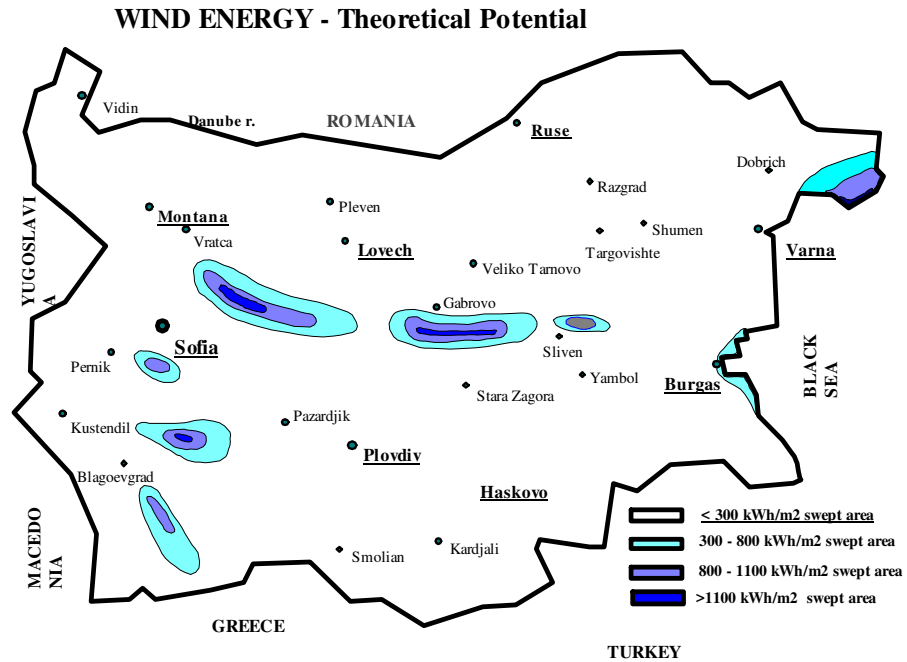 WIND ENERGY - Theoretical Potential
Vidin
Danube r.
ROMANIA
Ruse
Dobrich
Razgrad
Pleven
Montana
Shumen
Vratca
Lovech
Targovishte
Varna
YUGOSLAVI
A
Veliko Tarnovo
Gabrovo
Sofia
Sliven
Pernik
Yambol
Burgas
BLACK
SEA
Stara Zagora
Kustendil
Pazardjik
Plovdiv
Blagoevgrad
Haskovo
MACEDO
NIA
Smolian
Kardjali
< 300 kWh/m2 swept area
300 - 800 kWh/m2 swept area
800 - 1100 kWh/m2 swept area
>1100 kWh/m2 swept area
GREECE
TURKEY